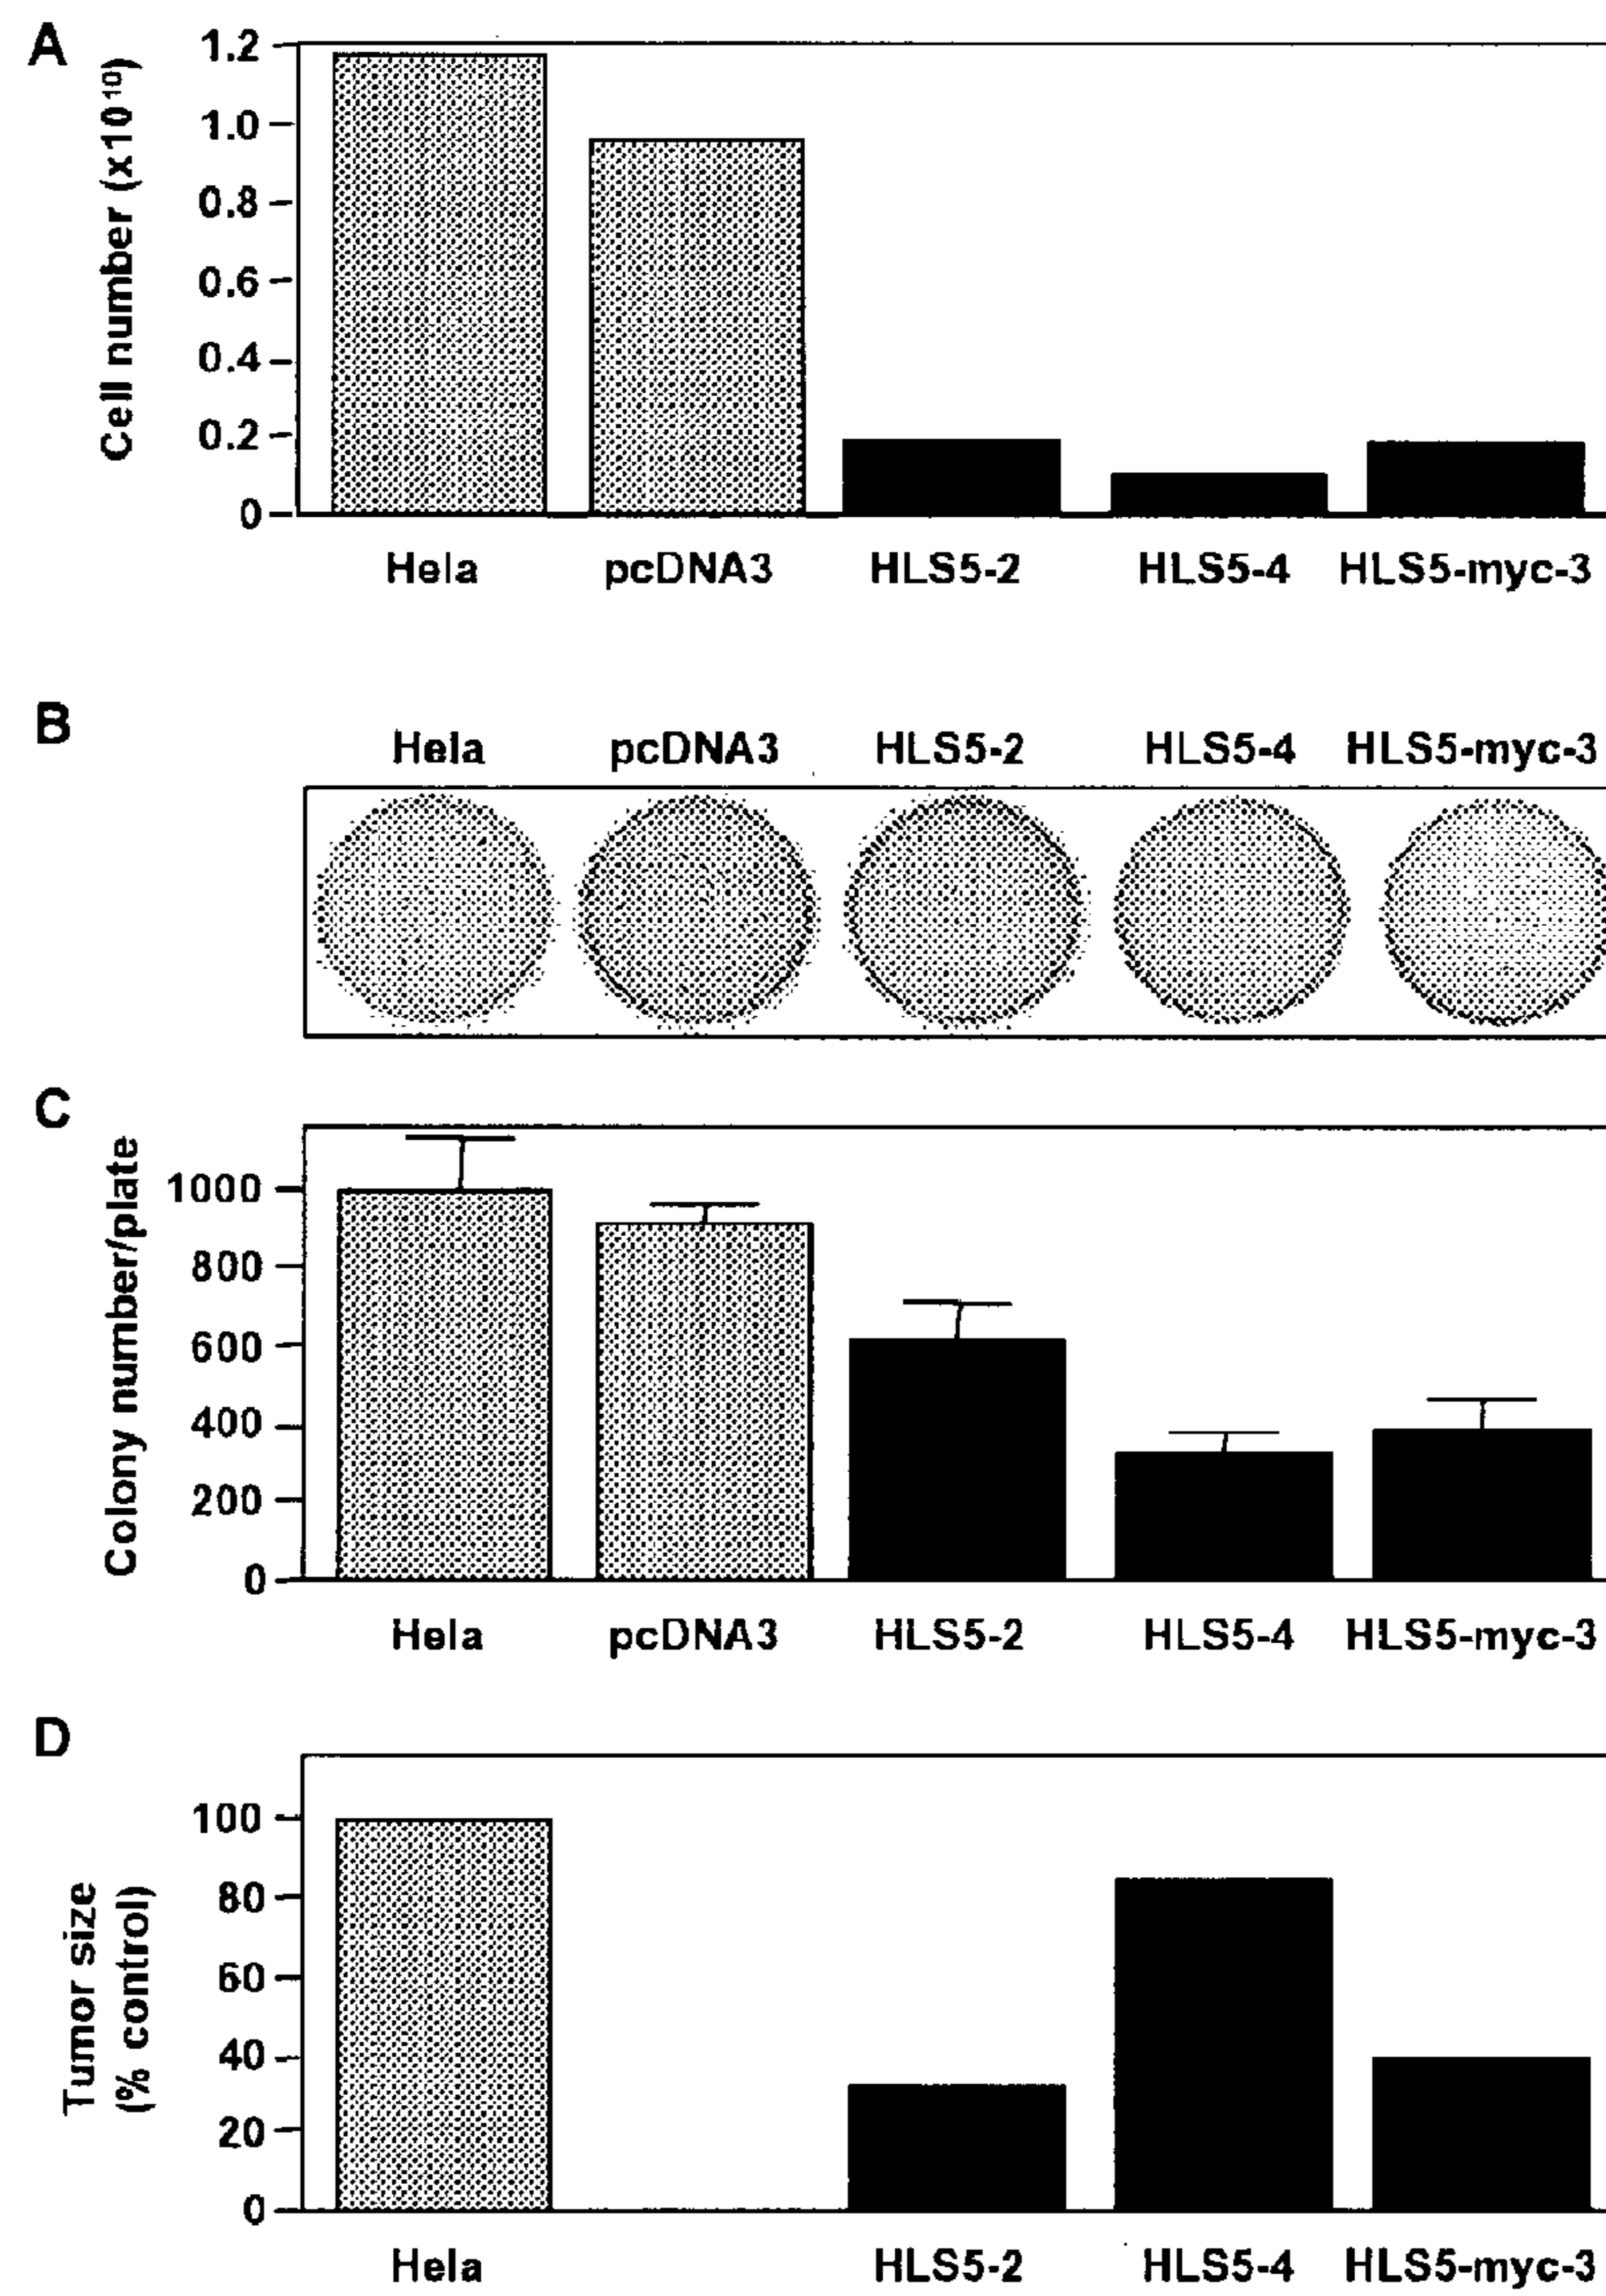 A
Cell number (x10¹⁰)
1.2
1.0
0.8
0.6
0.4
0.2
0
Hela pcDNA3 HLS5-2 HLS5-4 HLS5-myc-3
B
Hela pcDNA3 HLS5-2 HLS5-4 HLS5-myc-3
C
Colony number/plate
1000
800
600
400
200
0
Hela pcDNA3 HLS5-2 HLS5-4 HLS5-myc-3
D
Tumor size
(% control)
100
80
60
40
20
0
Hela HLS5-2 HLS5-4 HLS5-myc-3